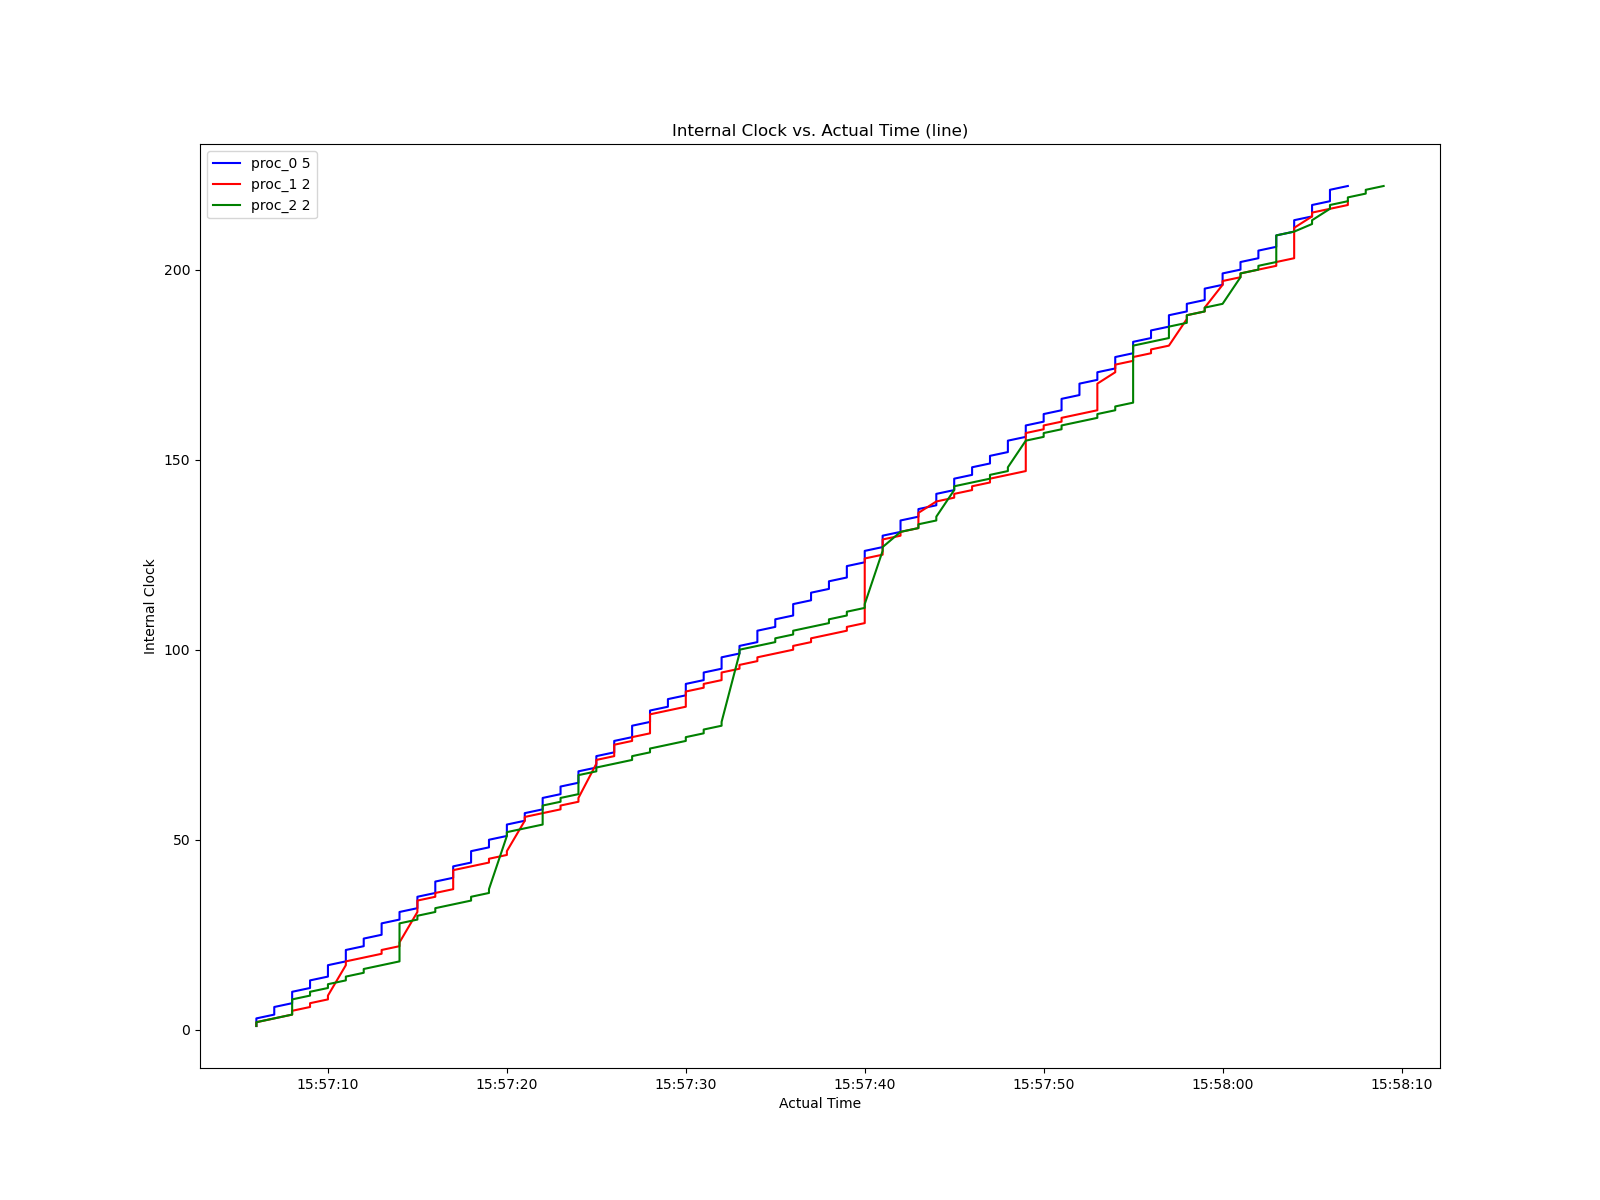 Internal Clock vs. Actual Time (line)
proc_0 5
proc_1 2
proc_2 2
200
150
100
50
0
Internal Clock
15:57:10 15:57:20 15:57:30 15:57:40 15:57:50 15:58:00 15:58:10
Actual Time